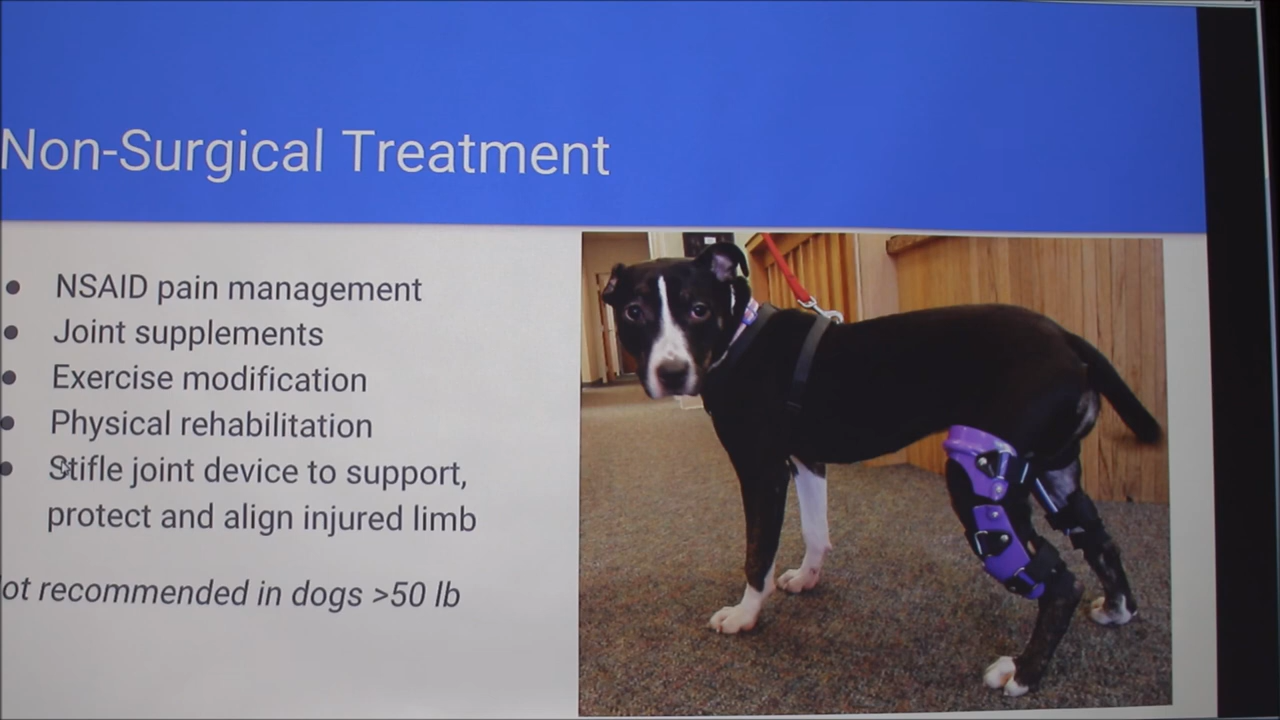 Non-Surgical Treatment
• NSAID pain management
• Joint supplements
• Exercise modification
• Physical rehabilitation
• Stifle joint device to support,
protect and align injured limb
ot recommended in dogs >50 lb